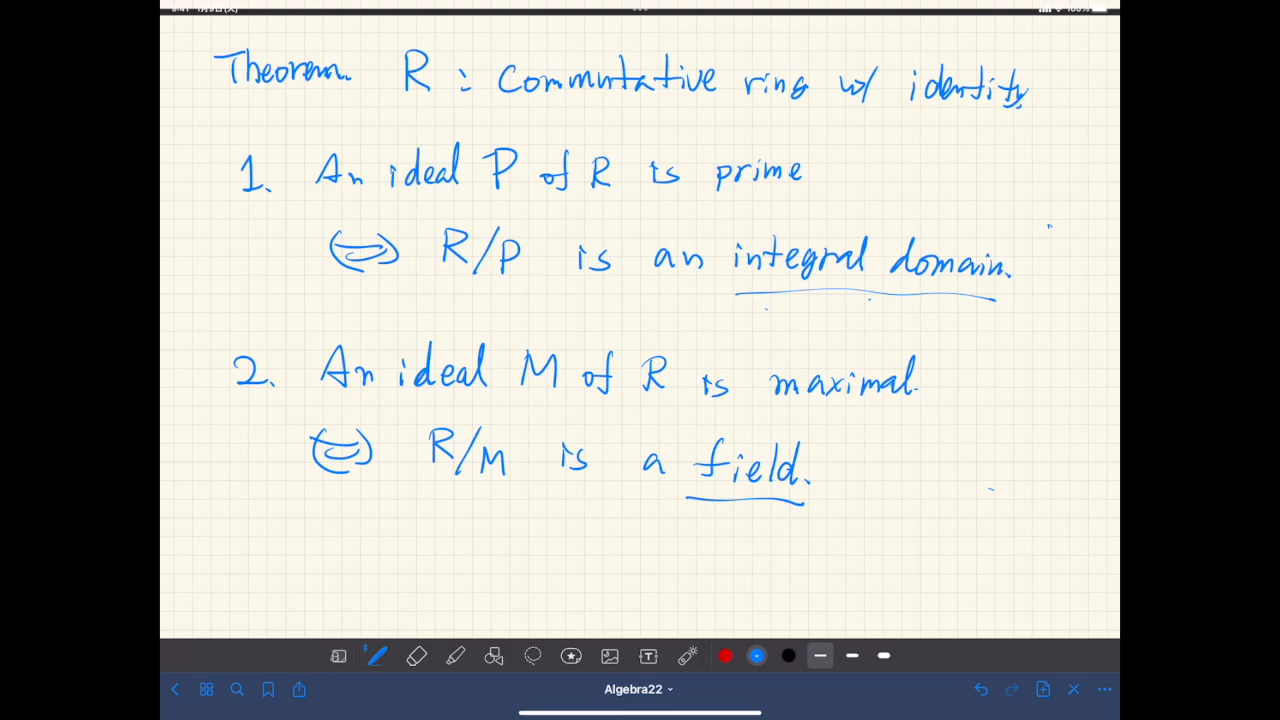 Theorem. R : commutative ring w/ identity
1. An ideal P of R is prime
⟺ R/P is an integral domain.
2. An ideal M of R is maximal.
⟺ R/M is a field.
Algebra22